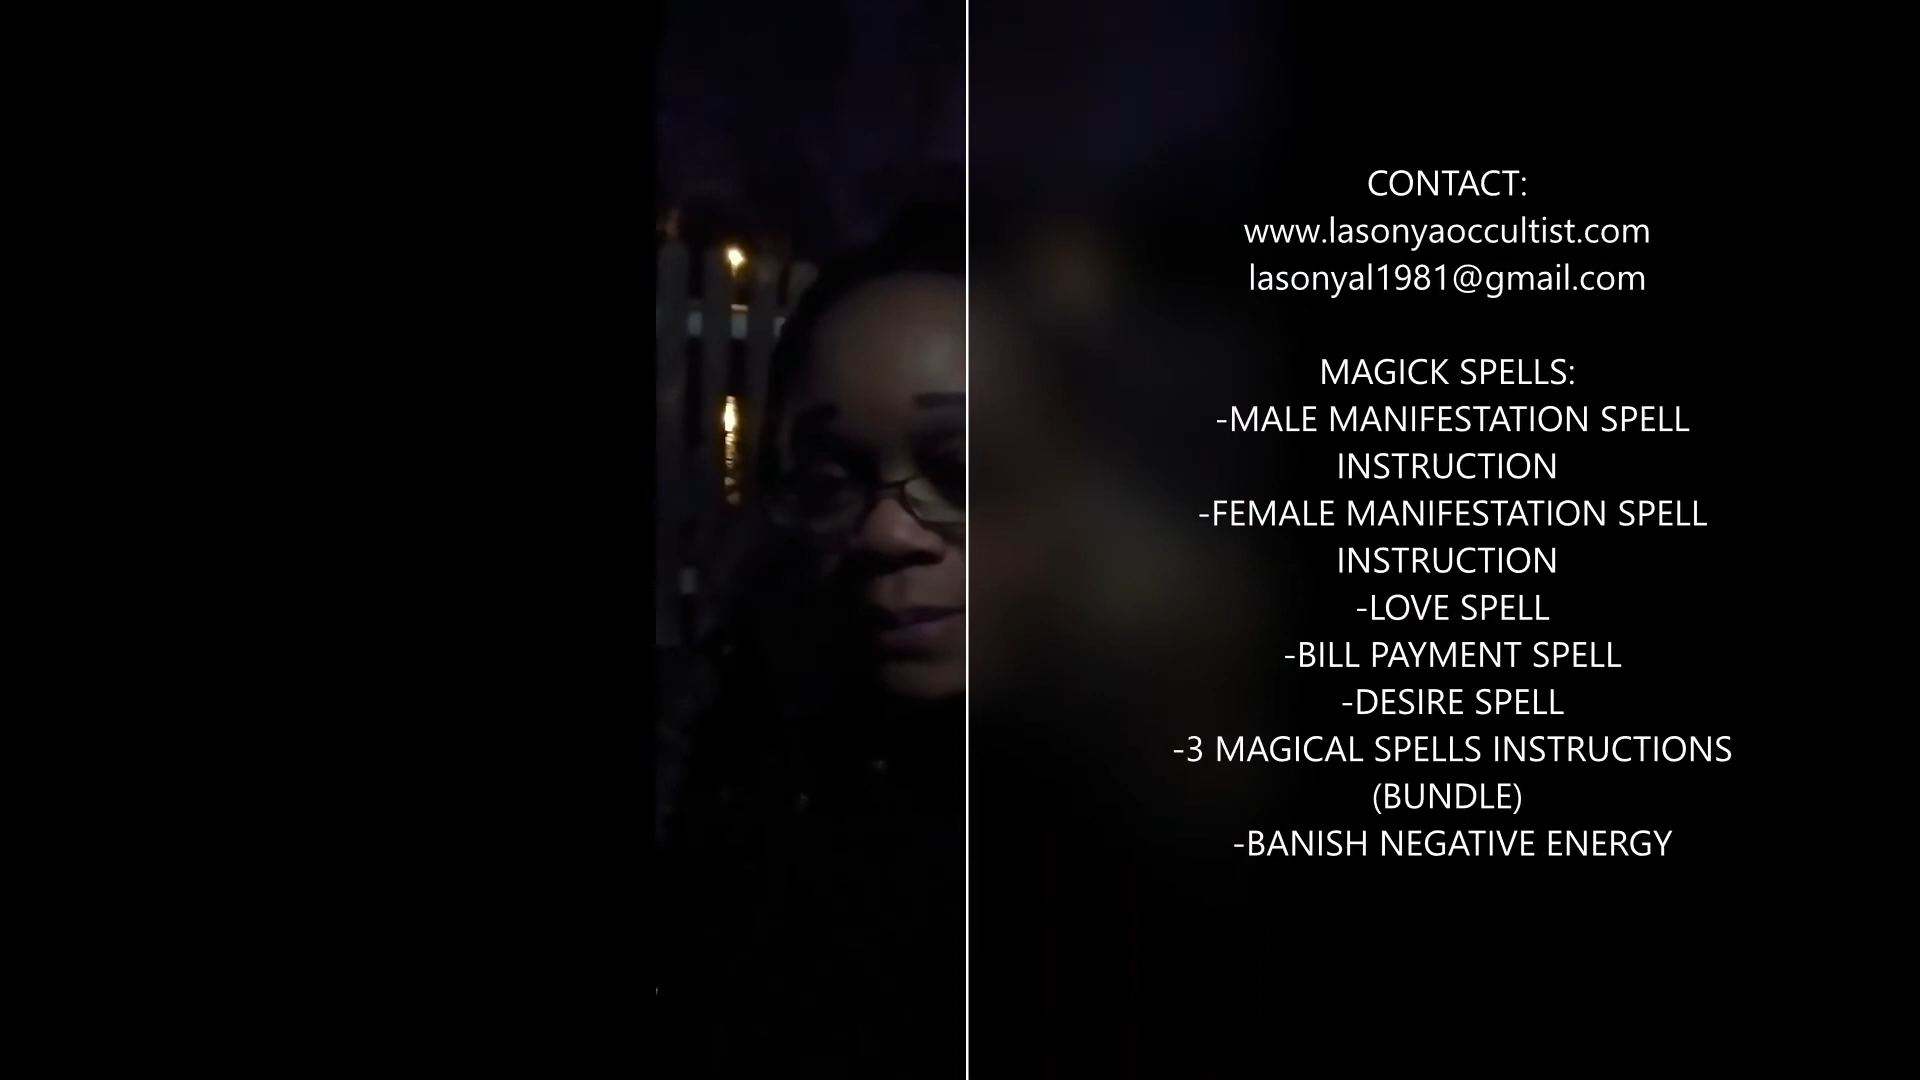 CONTACT:
www.lasonyaoccultist.com
lasonyal1981@gmail.com
MAGICK SPELLS:
-MALE MANIFESTATION SPELL
INSTRUCTION
-FEMALE MANIFESTATION SPELL
INSTRUCTION
-LOVE SPELL
-BILL PAYMENT SPELL
-DESIRE SPELL
-3 MAGICAL SPELLS INSTRUCTIONS
(BUNDLE)
-BANISH NEGATIVE ENERGY